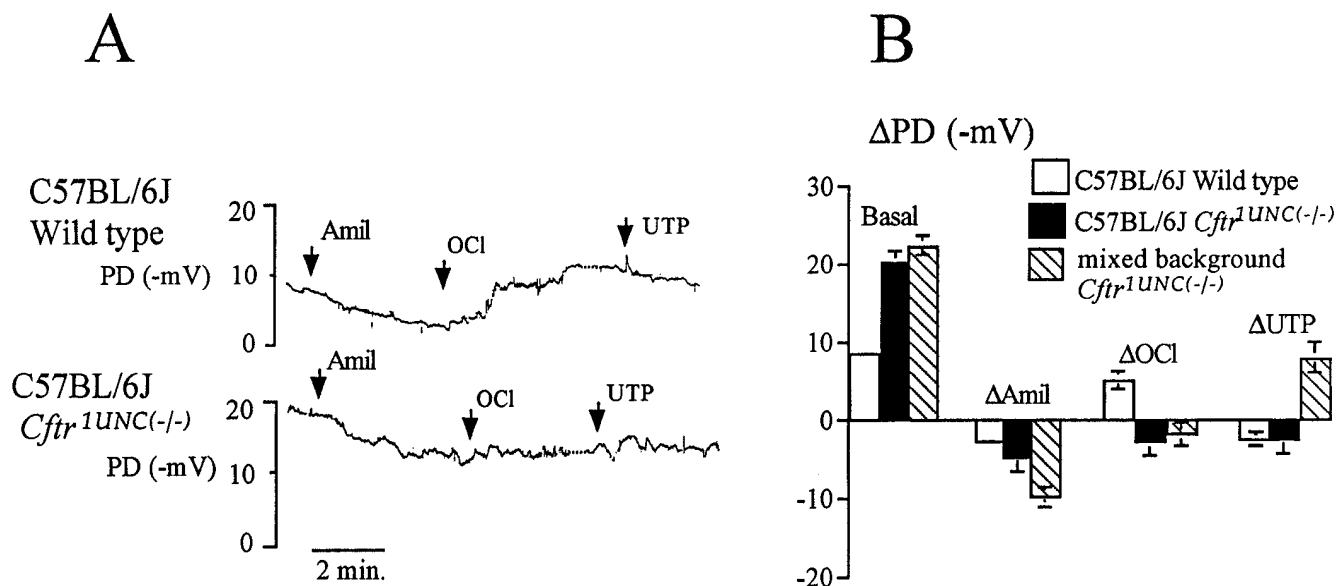 A
C57BL/6J
Wild type
PD (-mV)
20
10
0
Amil
OCl
UTP
C57BL/6J
Cftr1UNC(-/-)
PD (-mV)
20
10
0
Amil
OCl
UTP
2 min.
B
ΔPD (-mV)
30
20
10
0
-10
-20
Basal
ΔAmil
ΔOCl
ΔUTP
C57BL/6J Wild type
C57BL/6J Cftr1UNC(-/-)
mixed background
Cftr1UNC(-/-)